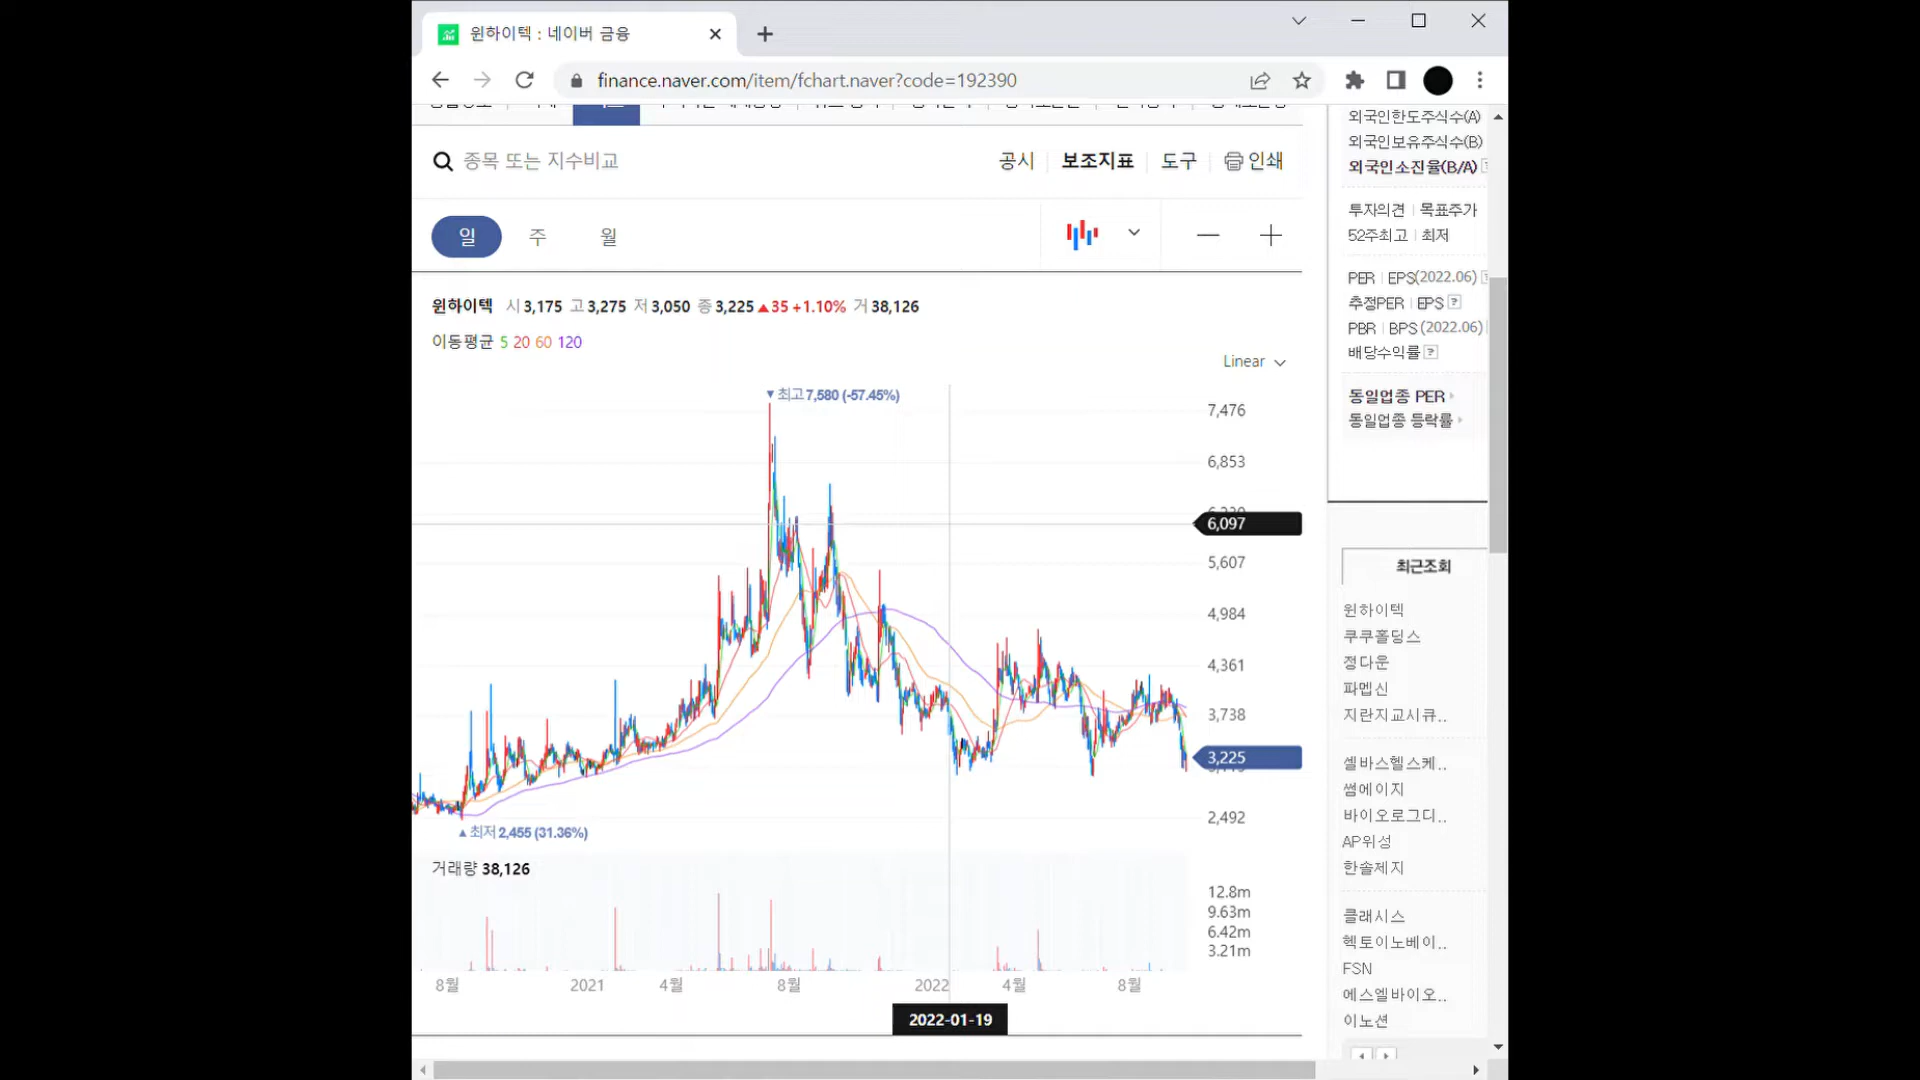 윈하이텍 : 네이버 금융
finance.naver.com/item/fchart.naver?code=192390
종목 또는 지수비교
공시 보조지표 도구 인쇄
일 주 월
윈하이텍 시 3,175 고 3,275 저 3,050 종 3,225 ▲35 +1.10% 거 38,126
이동평균 5 20 60 120
Linear
▼최고 7,580 (-57.45%)
7,476
6,853
6,097
5,607
4,984
4,361
3,738
3,225
2,492
▲최저 2,455 (31.36%)
거래량 38,126
12.8m
9.63m
6.42m
3.21m
8월 2021 4월 8월 2022 4월 8월
2022-01-19
외국인한도주식수(A)
외국인보유주식수(B)
외국인소진율(B/A)
투자의견 | 목표주가
52주최고 | 최저
PER | EPS(2022.06)
추정PER | EPS
PBR | BPS (2022.06)
배당수익률
동일업종 PER
동일업종 등락률
최근조회
윈하이텍
쿠쿠홀딩스
정다운
파멥신
지란지교시큐..
셀바스헬스케..
썸에이지
바이오로그디..
AP위성
한솔제지
클래시스
헥토이노베이..
FSN
에스엘바이오..
이노션